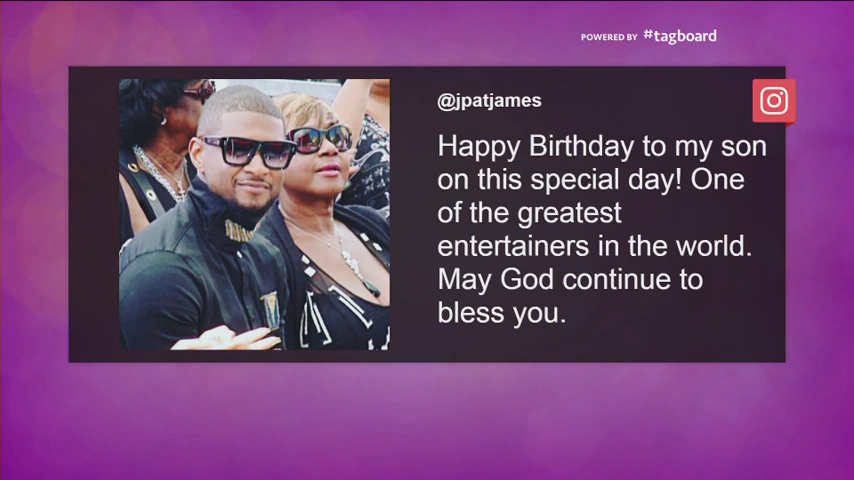 POWERED BY #tagboard
@jpatjames
Happy Birthday to my son
on this special day! One
of the greatest
entertainers in the world.
May God continue to
bless you.